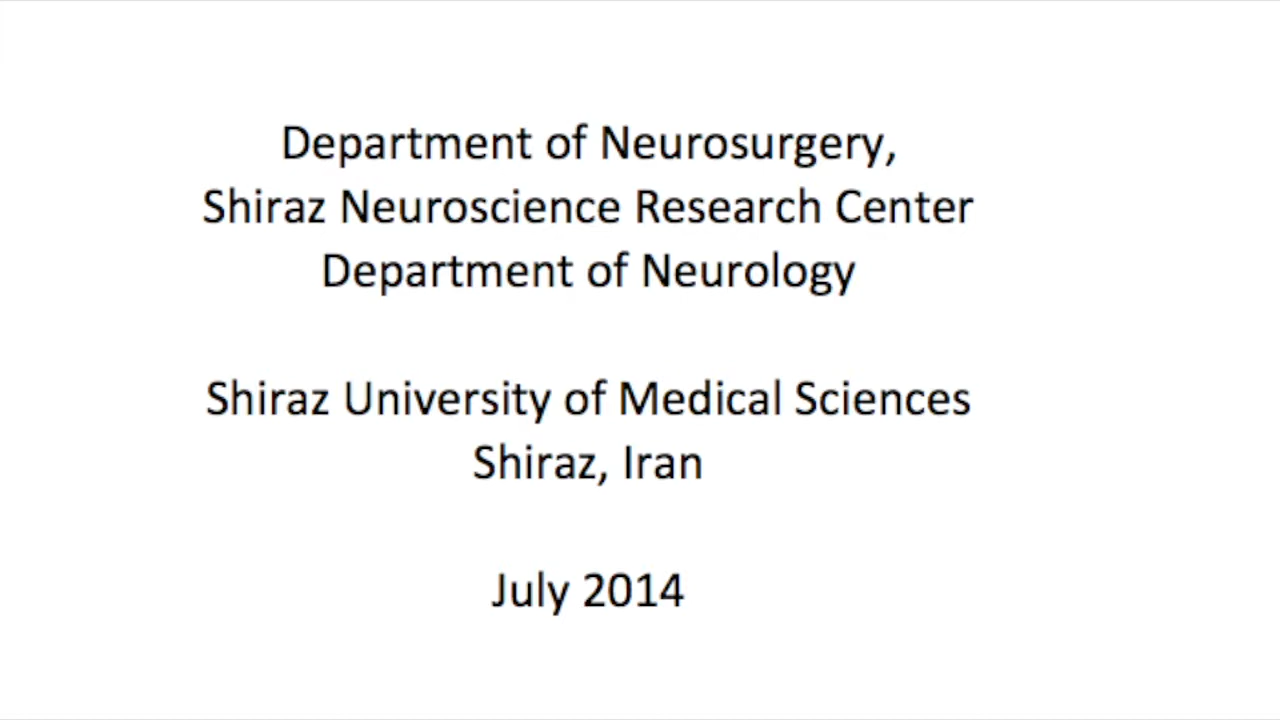 Department of Neurosurgery,
Shiraz Neuroscience Research Center
Department of Neurology
Shiraz University of Medical Sciences
Shiraz, Iran
July 2014